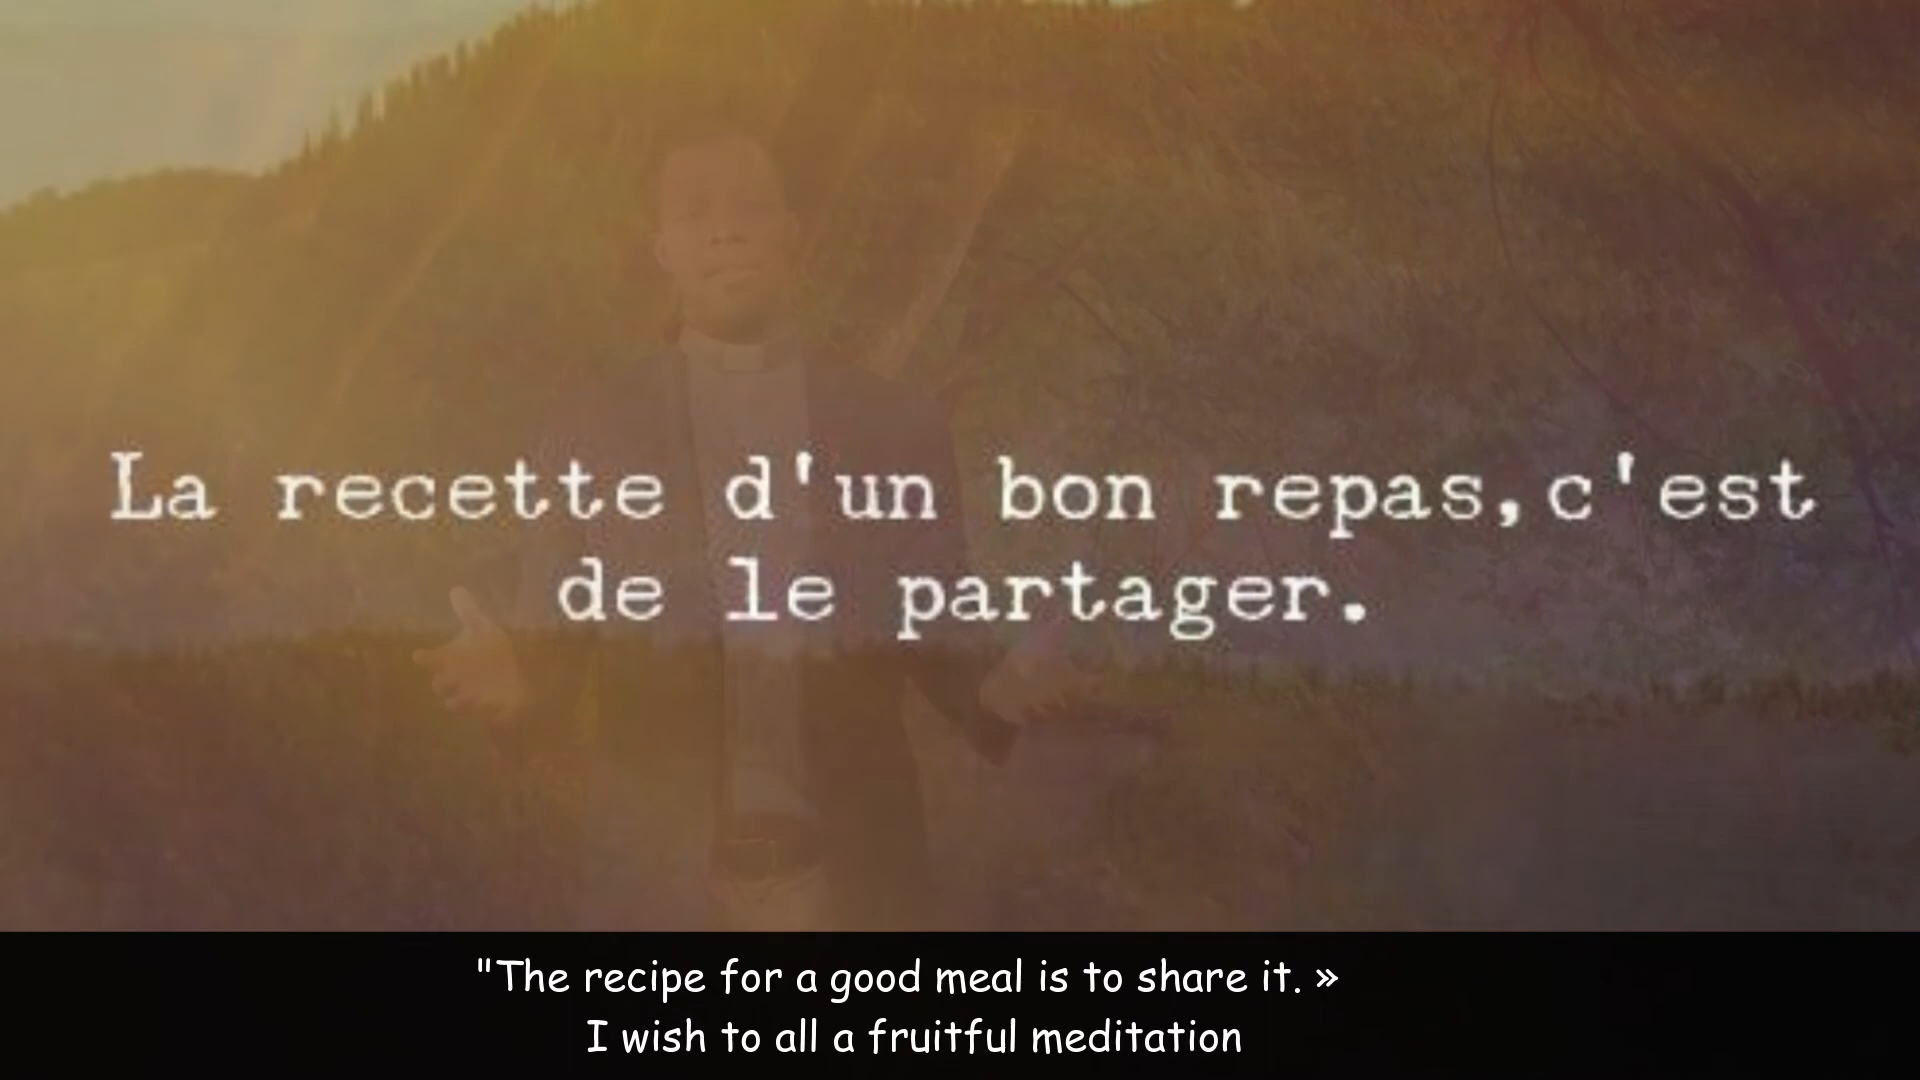 La recette d'un bon repas,c'est
de le partager.
"The recipe for a good meal is to share it. »
I wish to all a fruitful meditation